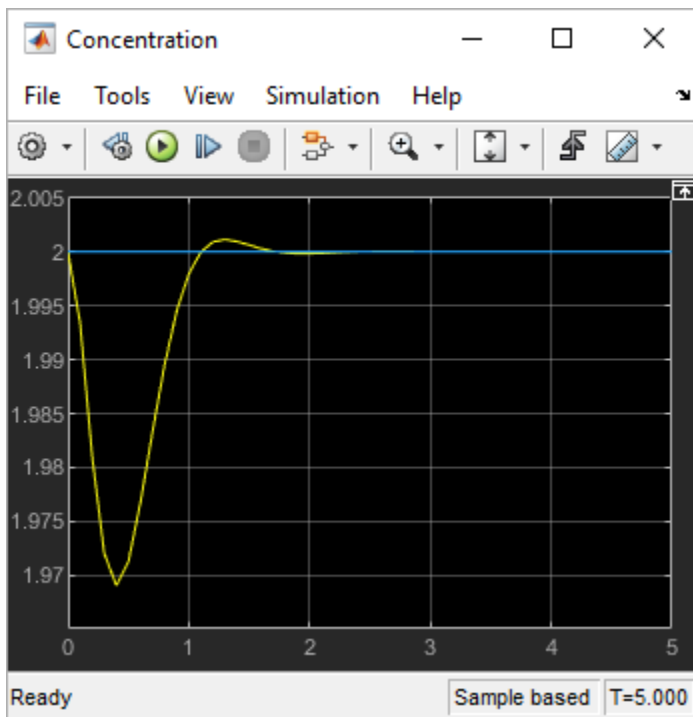 Concentration
File Tools View Simulation Help
2.005
2
1.995
1.99
1.985
1.98
1.975
1.97
0 1 2 3 4 5
Ready Sample based T=5.000